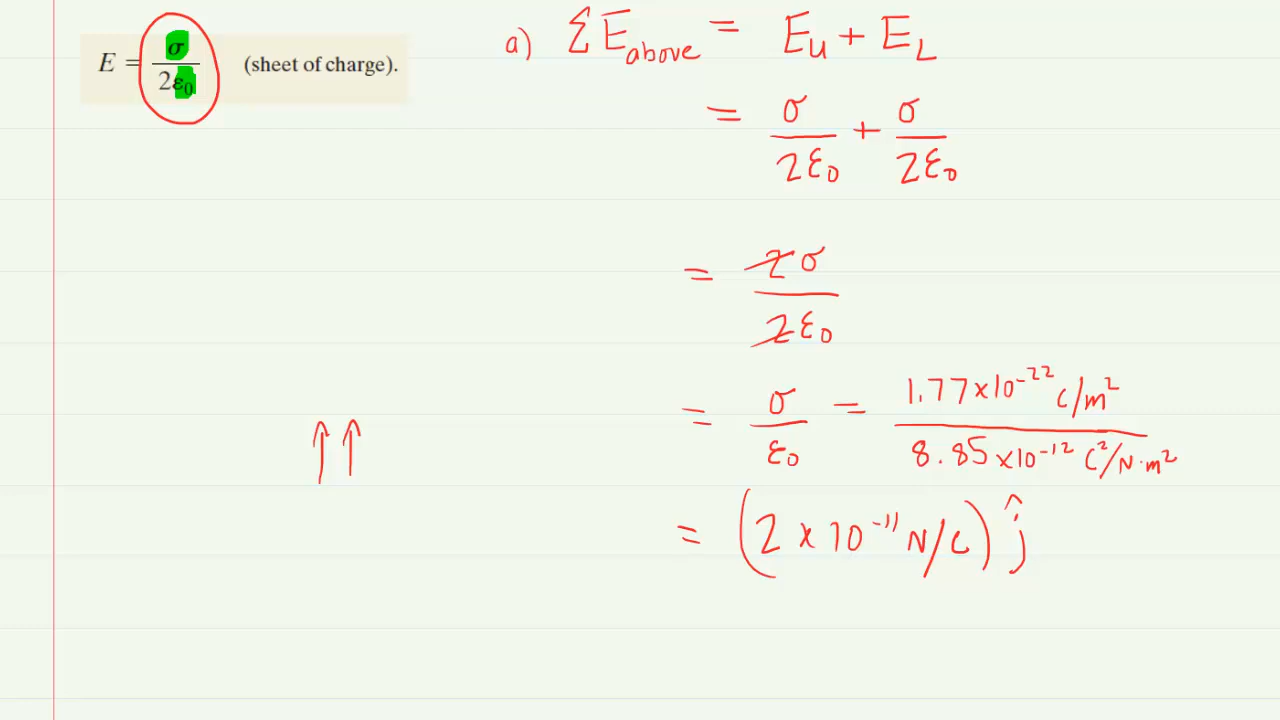 E = σ / 2ε₀ (sheet of charge).
a) ΣE_above = E_U + E_L
= σ / 2ε₀ + σ / 2ε₀
= 2σ / 2ε₀
= σ / ε₀ = 1.77×10⁻²² C/m² / 8.85×10⁻¹² C²/N·m²
= (2 × 10⁻¹¹ N/C) ĵ